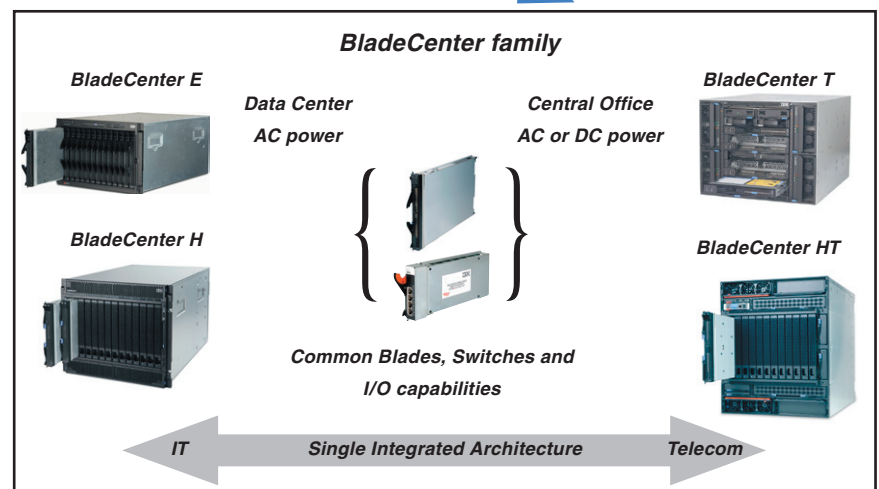 BladeCenter family
BladeCenter E
BladeCenter T
Data Center
AC power
Central Office
AC or DC power
BladeCenter H
BladeCenter HT
IBM
Common Blades, Switches and
I/O capabilities
IT
Single Integrated Architecture
Telecom